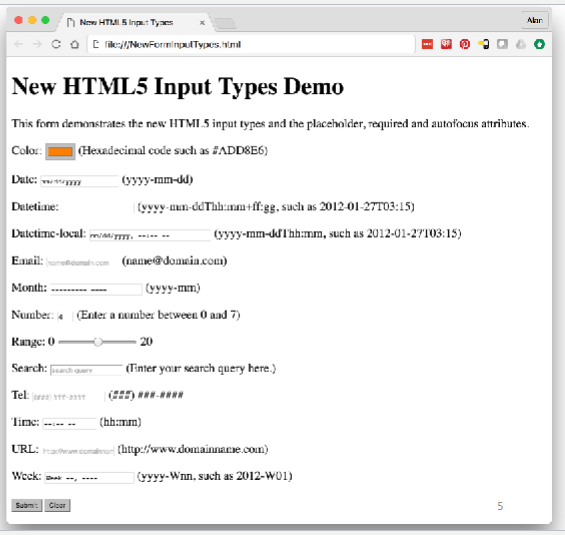 New HTML5 Input Types
Alan
file:///NewFormInputTypes.html
New HTML5 Input Types Demo
This form demonstrates the new HTML5 input types and the placeholder, required and autofocus attributes.
Color: (Hexadecimal code such as #ADD8E6)
Date: mm/dd/yyyy (yyyy-mm-dd)
Datetime: (yyyy-mm-ddThh:mm+ff:gg, such as 2012-01-27T03:15)
Datetime-local: mm/dd/yyyy, --:-- -- (yyyy-mm-ddThh:mm, such as 2012-01-27T03:15)
Email: name@domain.com (name@domain.com)
Month: --------- ---- (yyyy-mm)
Number: 4 (Enter a number between 0 and 7)
Range: 0 20
Search: search query (Enter your search query here.)
Tel: (###) ###-#### (###) ###-####
Time: --:-- -- (hh:mm)
URL: http://www.domainnam (http://www.domainname.com)
Week: Week --, ---- (yyyy-Wnn, such as 2012-W01)
Submit Clear
5